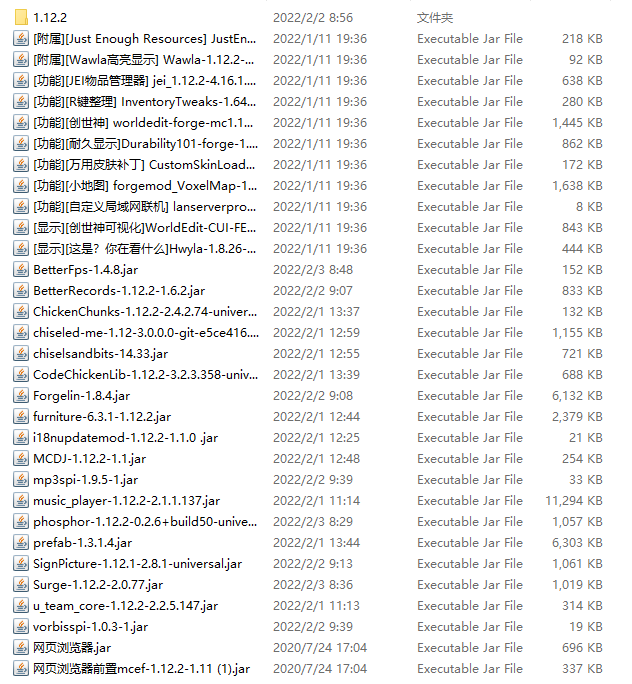 1.12.2 2022/2/2 8:56 文件夹
[附属][Just Enough Resources] JustEn... 2022/1/11 19:36 Executable Jar File 218 KB
[附属][Wawla高亮显示] Wawla-1.12.2-... 2022/1/11 19:36 Executable Jar File 92 KB
[功能][JEI物品管理器] jei_1.12.2-4.16.1.... 2022/1/11 19:36 Executable Jar File 638 KB
[功能][R键整理] InventoryTweaks-1.64... 2022/1/11 19:36 Executable Jar File 280 KB
[功能][创世神] worldedit-forge-mc1.1... 2022/1/11 19:36 Executable Jar File 1,445 KB
[功能][耐久显示]Durability101-forge-1.... 2022/1/11 19:36 Executable Jar File 862 KB
[功能][万用皮肤补丁] CustomSkinLoad... 2022/1/11 19:36 Executable Jar File 172 KB
[功能][小地图] forgemod_VoxelMap-1... 2022/1/11 19:36 Executable Jar File 1,638 KB
[功能][自定义局域网联机] lanserverpro... 2022/1/11 19:36 Executable Jar File 8 KB
[显示][创世神可视化]WorldEdit-CUI-FE... 2022/1/11 19:36 Executable Jar File 843 KB
[显示][这是？你在看什么]Hwyla-1.8.26-... 2022/1/11 19:36 Executable Jar File 444 KB
BetterFps-1.4.8.jar 2022/2/3 8:48 Executable Jar File 152 KB
BetterRecords-1.12.2-1.6.2.jar 2022/2/2 9:07 Executable Jar File 833 KB
ChickenChunks-1.12.2-2.4.2.74-univer... 2022/2/1 13:37 Executable Jar File 132 KB
chiseled-me-1.12-3.0.0.0-git-e5ce416.... 2022/2/1 12:59 Executable Jar File 1,155 KB
chiselsandbits-14.33.jar 2022/2/1 12:55 Executable Jar File 721 KB
CodeChickenLib-1.12.2-3.2.3.358-univ... 2022/2/1 13:39 Executable Jar File 688 KB
Forgelin-1.8.4.jar 2022/2/2 9:08 Executable Jar File 6,132 KB
furniture-6.3.1-1.12.2.jar 2022/2/1 12:44 Executable Jar File 2,379 KB
i18nupdatemod-1.12.2-1.1.0 .jar 2022/2/1 12:25 Executable Jar File 21 KB
MCDJ-1.12.2-1.1.jar 2022/2/1 12:48 Executable Jar File 254 KB
mp3spi-1.9.5-1.jar 2022/2/2 9:39 Executable Jar File 33 KB
music_player-1.12.2-2.1.1.137.jar 2022/2/1 11:14 Executable Jar File 11,294 KB
phosphor-1.12.2-0.2.6+build50-unive... 2022/2/3 8:29 Executable Jar File 1,057 KB
prefab-1.3.1.4.jar 2022/2/1 13:44 Executable Jar File 6,303 KB
SignPicture-1.12.1-2.8.1-universal.jar 2022/2/2 9:13 Executable Jar File 1,061 KB
Surge-1.12.2-2.0.77.jar 2022/2/3 8:36 Executable Jar File 1,019 KB
u_team_core-1.12.2-2.2.5.147.jar 2022/2/1 11:13 Executable Jar File 314 KB
vorbisspi-1.0.3-1.jar 2022/2/2 9:39 Executable Jar File 19 KB
网页浏览器.jar 2020/7/24 17:04 Executable Jar File 696 KB
网页浏览器前置mcef-1.12.2-1.11 (1).jar 2020/7/24 17:04 Executable Jar File 337 KB